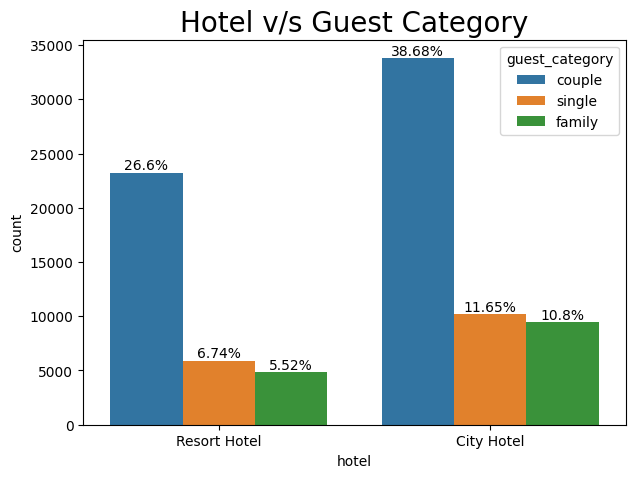 Hotel v/s Guest Category
guest_category
couple
single
family
35000
30000
25000
20000
15000
10000
5000
0
count
26.6%
6.74%
5.52%
38.68%
11.65%
10.8%
Resort Hotel
City Hotel
hotel